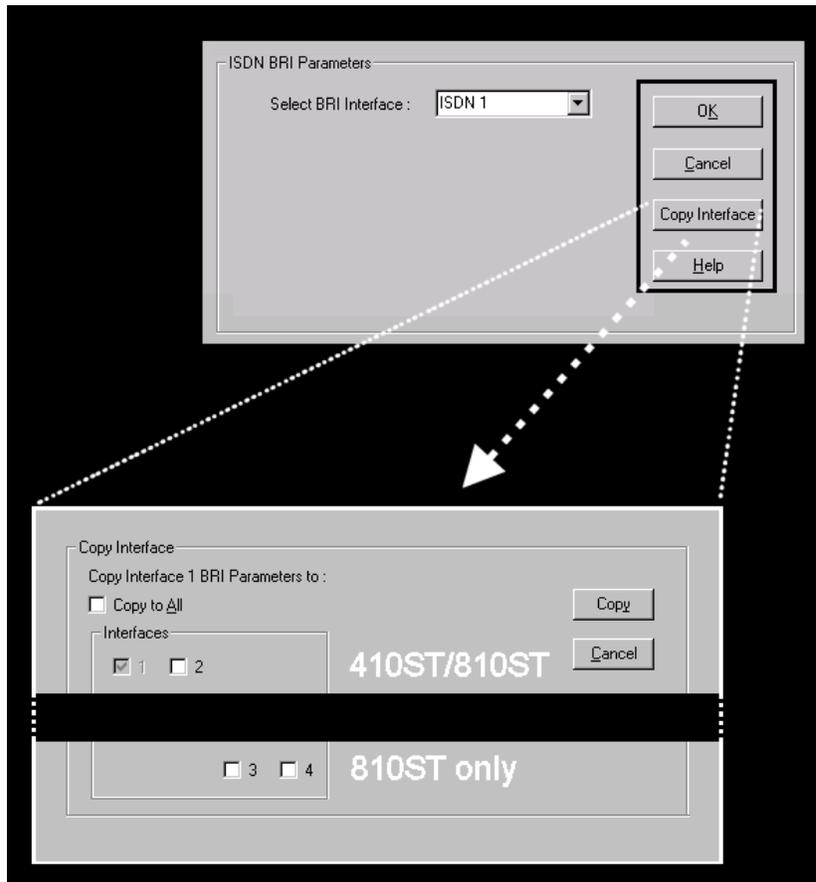 ISDN BRI Parameters
Select BRI Interface : ISDN 1
OK
Cancel
Copy Interface
Help
Copy Interface
Copy Interface 1 BRI Parameters to :
Copy to All
Copy
Interfaces
1 2
410ST/810ST
Cancel
3 4
810ST only